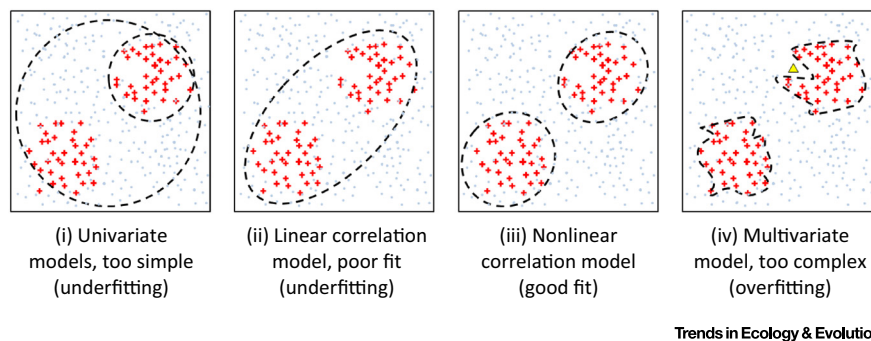 (i) Univariate
models, too simple
(underfitting)
(ii) Linear correlation
model, poor fit
(underfitting)
(iii) Nonlinear
correlation model
(good fit)
(iv) Multivariate
model, too complex
(overfitting)
Trends in Ecology & Evolutio